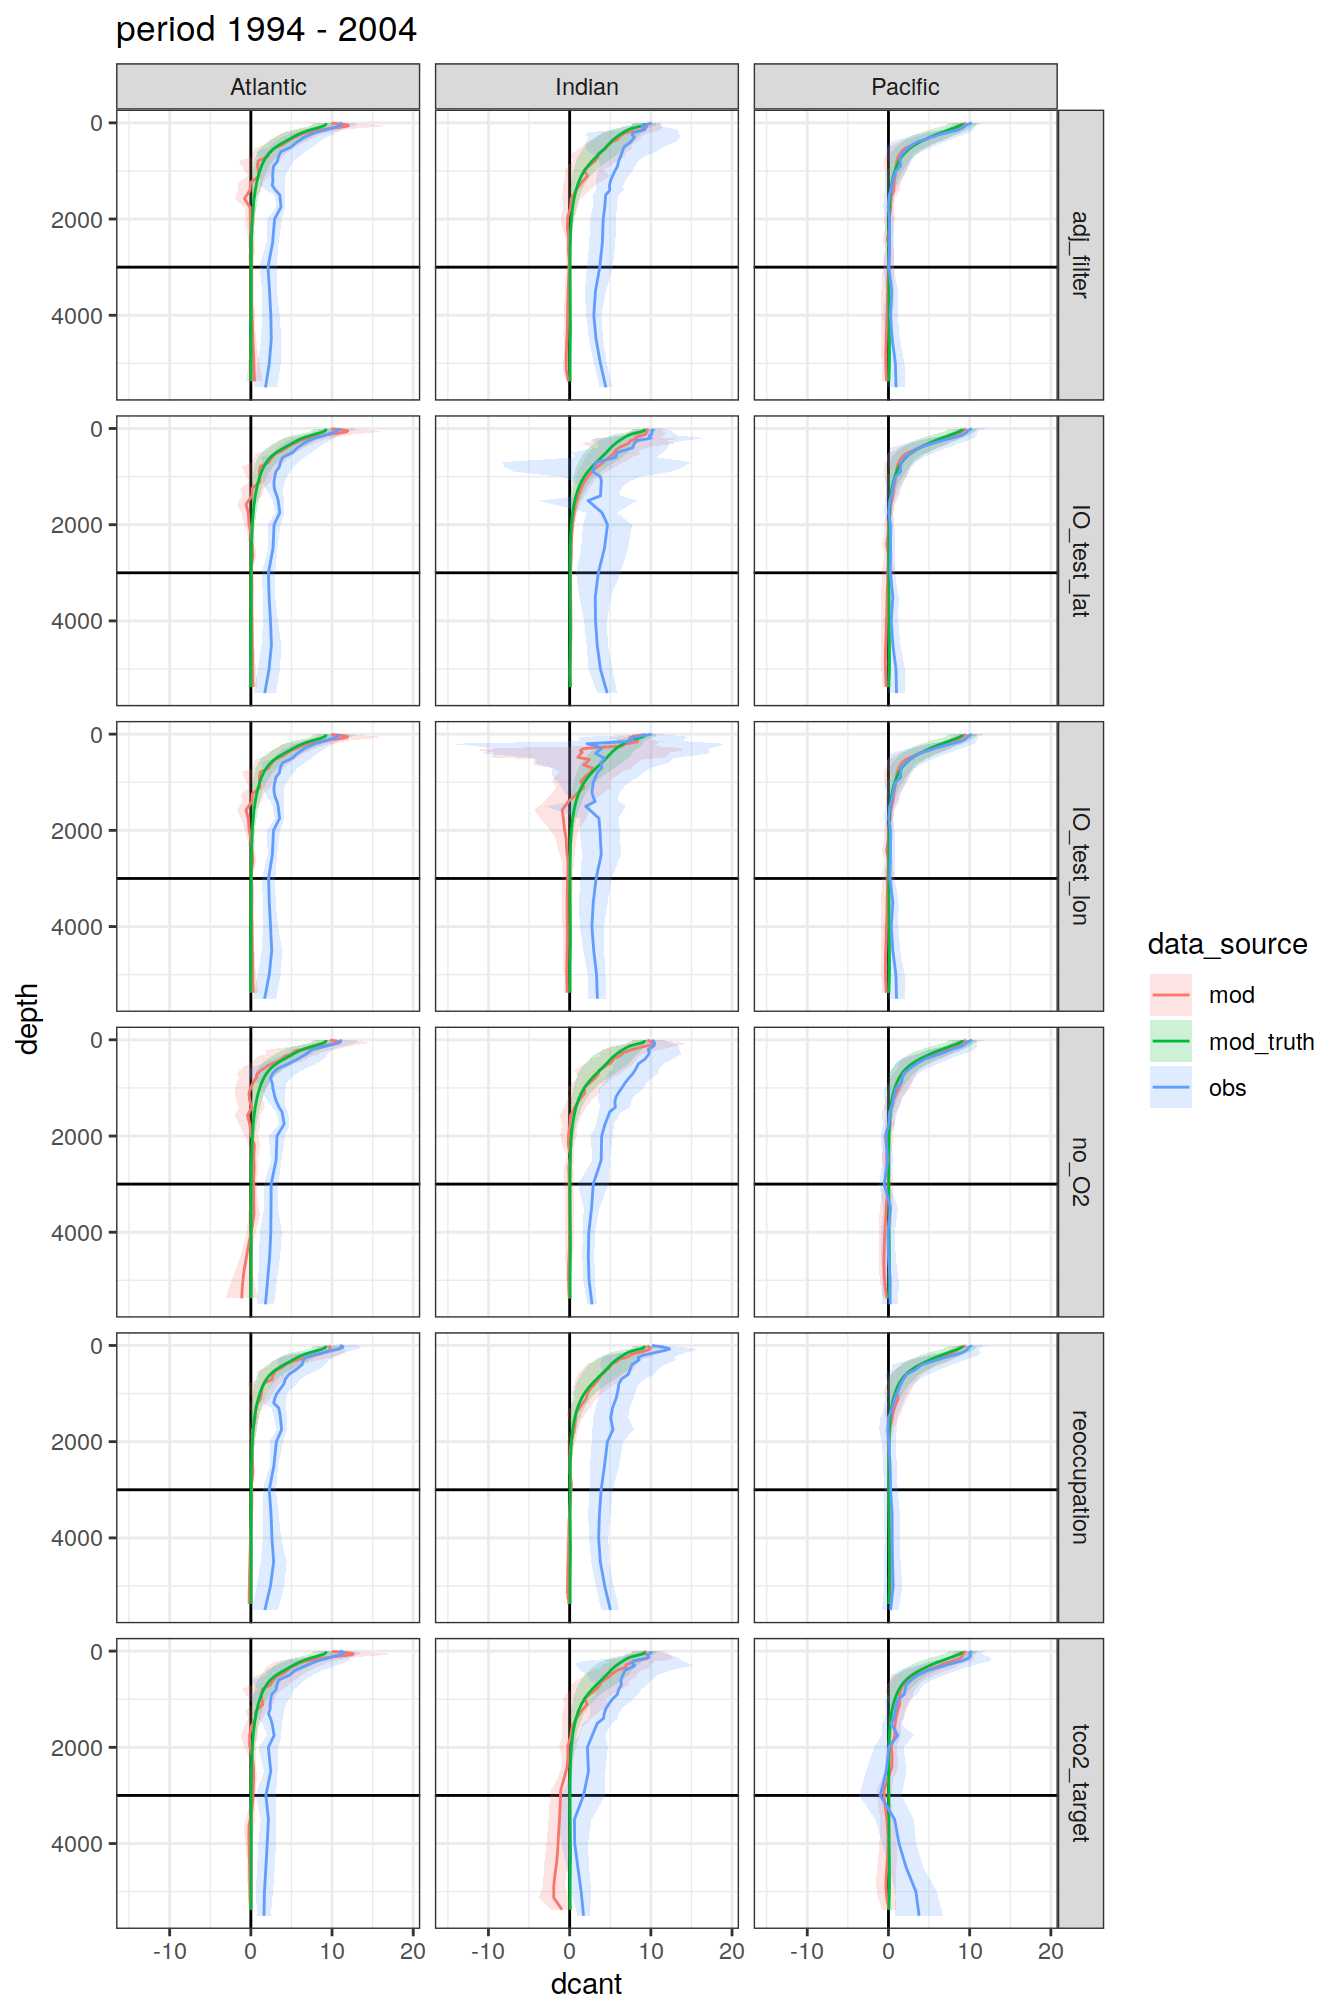 period 1994 - 2004
Atlantic Indian Pacific
0
2000
4000
adj_filter
0
2000
4000
IO_test_lat
0
2000
4000
IO_test_lon
0
2000
4000
no_O2
0
2000
4000
reoccupation
0
2000
4000
tco2_target
-10 0 10 20 -10 0 10 20 -10 0 10 20
dcant
depth
data_source
mod
mod_truth
obs